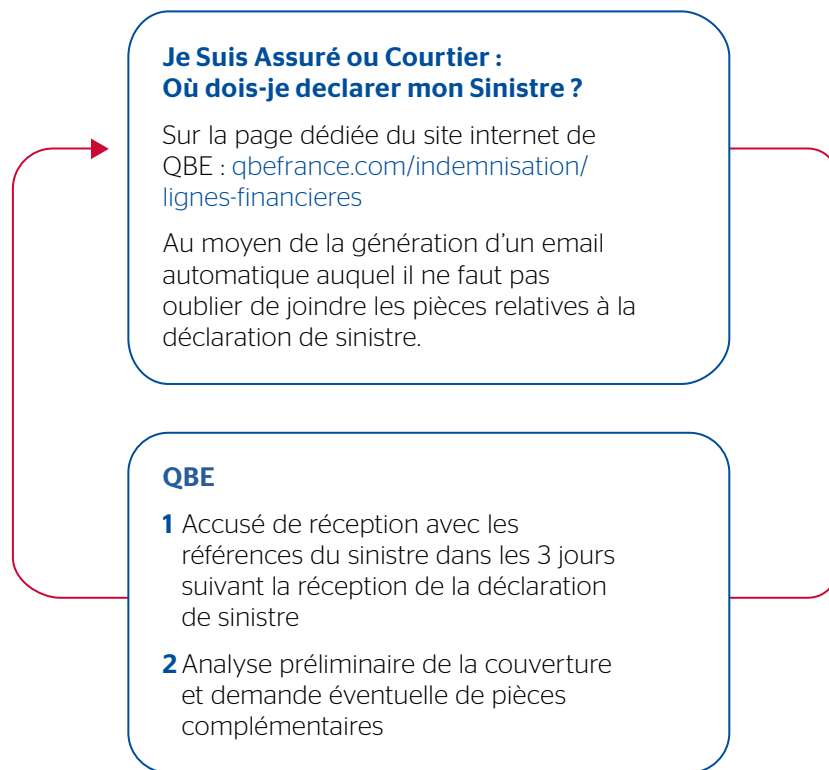 Je Suis Assuré ou Courtier :
Où dois-je declarer mon Sinistre ?
Sur la page dédiée du site internet de
QBE : qbefrance.com/indemnisation/
lignes-financieres
Au moyen de la génération d’un email
automatique auquel il ne faut pas
oublier de joindre les pièces relatives à la
déclaration de sinistre.
QBE
1 Accusé de réception avec les
références du sinistre dans les 3 jours
suivant la réception de la déclaration
de sinistre
2 Analyse préliminaire de la couverture
et demande éventuelle de pièces
complémentaires